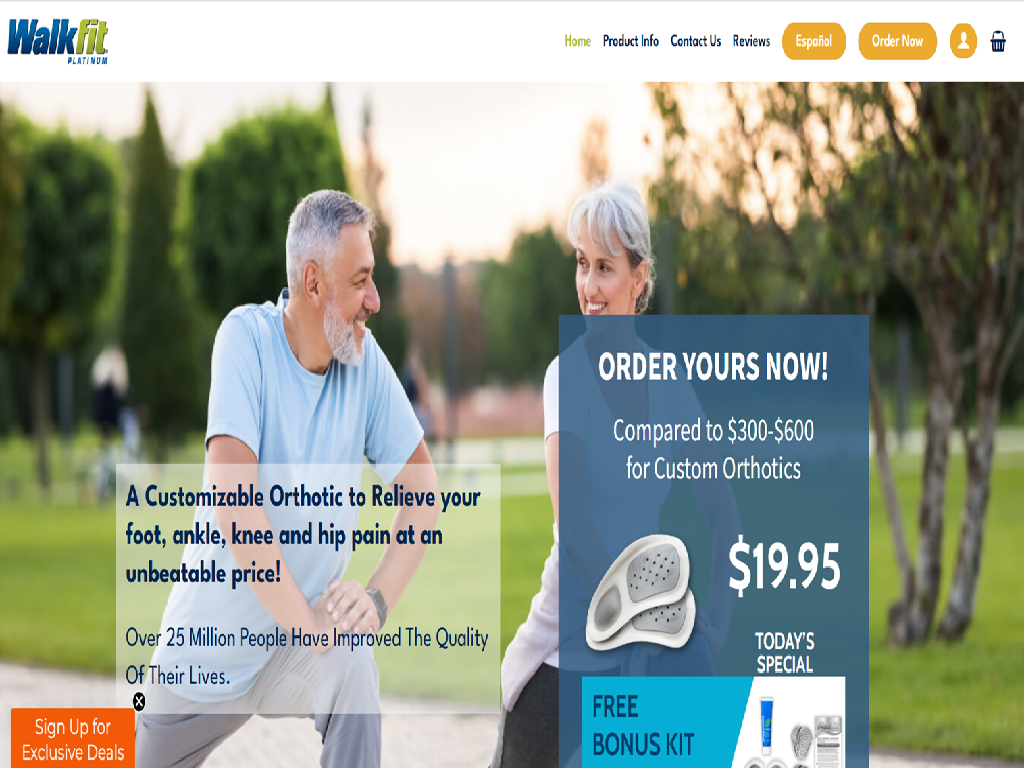 Walkfit
PLATINUM
Home Product Info Contact Us Reviews Español Order Now
ORDER YOURS NOW!
Compared to $300-$600
for Custom Orthotics
$19.95
TODAY'S
SPECIAL
FREE
BONUS KIT
A Customizable Orthotic to Relieve your
foot, ankle, knee and hip pain at an
unbeatable price!
Over 25 Million People Have Improved The Quality
Of Their Lives.
Sign Up for
Exclusive Deals